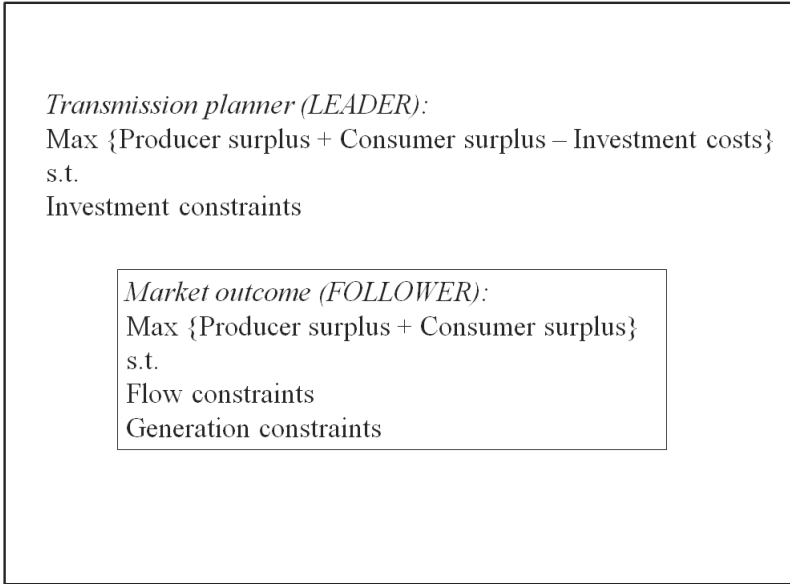 Transmission planner (LEADER):
Max {Producer surplus + Consumer surplus – Investment costs}
s.t.
Investment constraints
Market outcome (FOLLOWER):
Max {Producer surplus + Consumer surplus}
s.t.
Flow constraints
Generation constraints